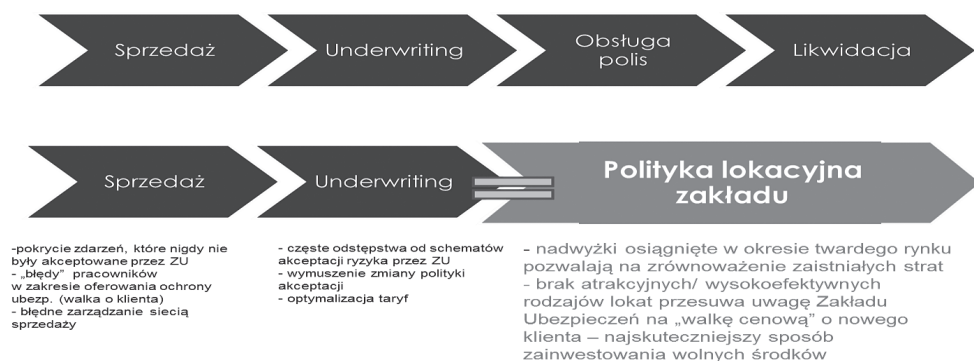 Sprzedaż
Underwriting
Obsługa
polis
Likwidacja
Sprzedaż
Underwriting
Polityka lokacyjna
zakładu
-pokrycie zdarzeń, które nigdy nie
były akceptowane przez ZU
- „błędy” pracowników
w zakresie oferowania ochrony
ubezp. (walka o klienta)
- błędne zarządzanie siecią
sprzedaży
- częste odstępstwa od schematów
akceptacji ryzyka przez ZU
- wymuszenie zmiany polityki
akceptacji
- optymalizacja taryf
- nadwyżki osiągnięte w okresie twardego rynku
pozwalają na zrównoważenie zaistniałych strat
- brak atrakcyjnych/ wysokoefektywnych
rodzajów lokat przesuwa uwagę Zakładu
Ubezpieczeń na „walkę cenową” o nowego
klienta – najskuteczniejszy sposób
zainwestowania wolnych środków